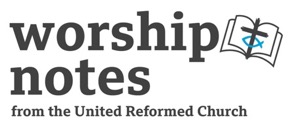 worship
notes
from the United Reformed Church